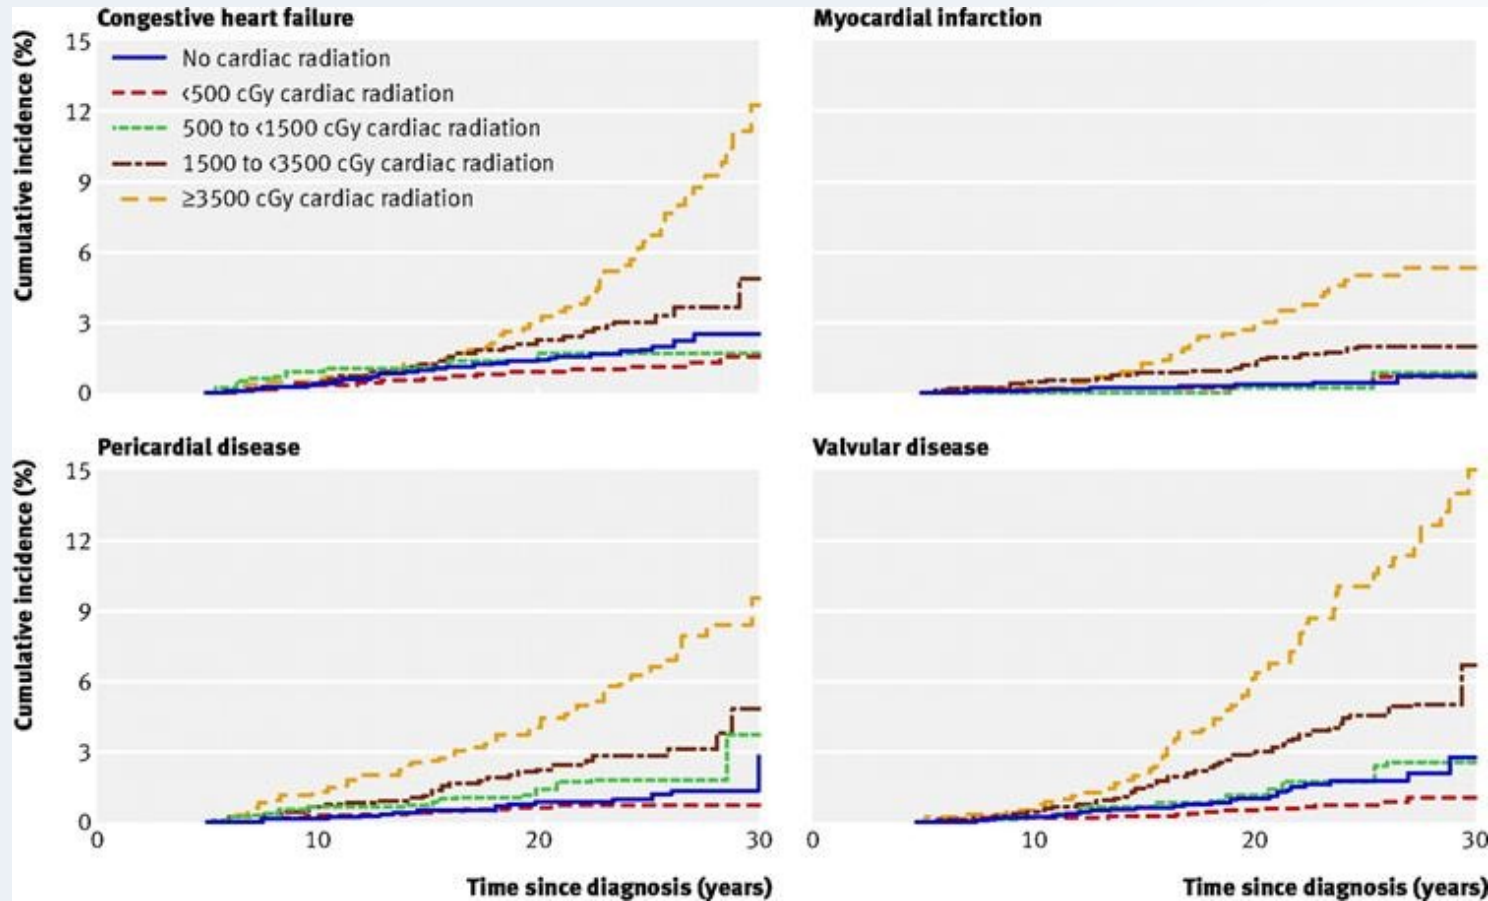 Congestive heart failure
Cumulative incidence (%)
15
12
9
6
3
0
No cardiac radiation
<500 cGy cardiac radiation
500 to <1500 cGy cardiac radiation
1500 to <3500 cGy cardiac radiation
≥3500 cGy cardiac radiation
Myocardial infarction
Pericardial disease
Cumulative incidence (%)
15
12
9
6
3
0
0 10 20 30
Time since diagnosis (years)
Valvular disease
0 10 20 30
Time since diagnosis (years)